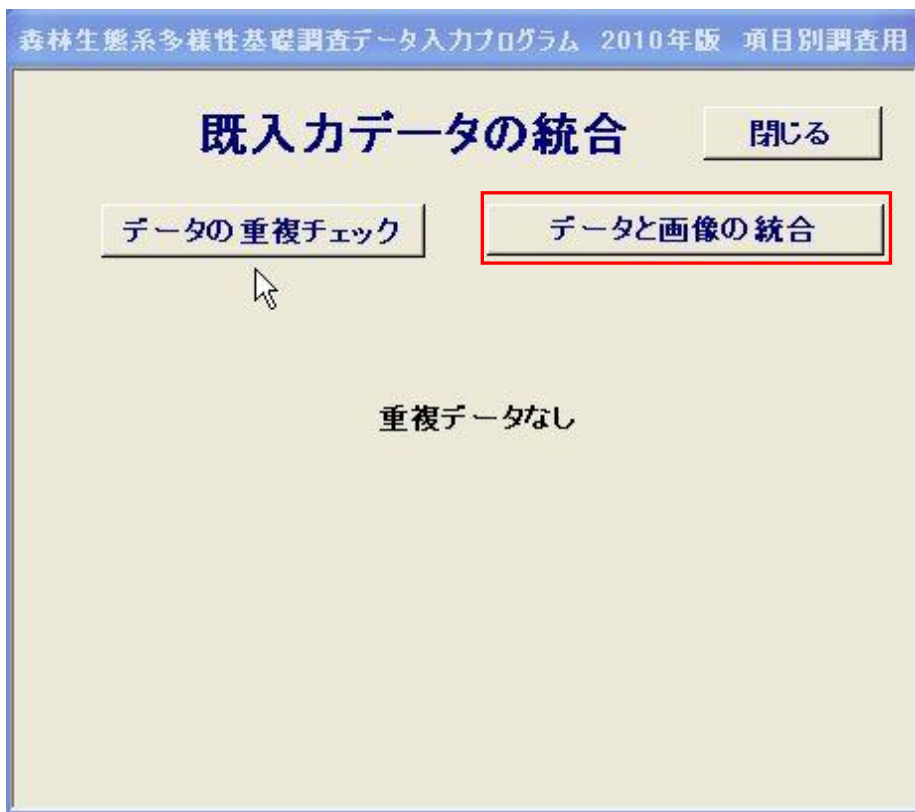 森林生態系多様性基礎調査データ入力プログラム 2010年版 項目別調査用
既入力データの統合
閉じる
データの重複チェック
データと画像の統合
重複データなし